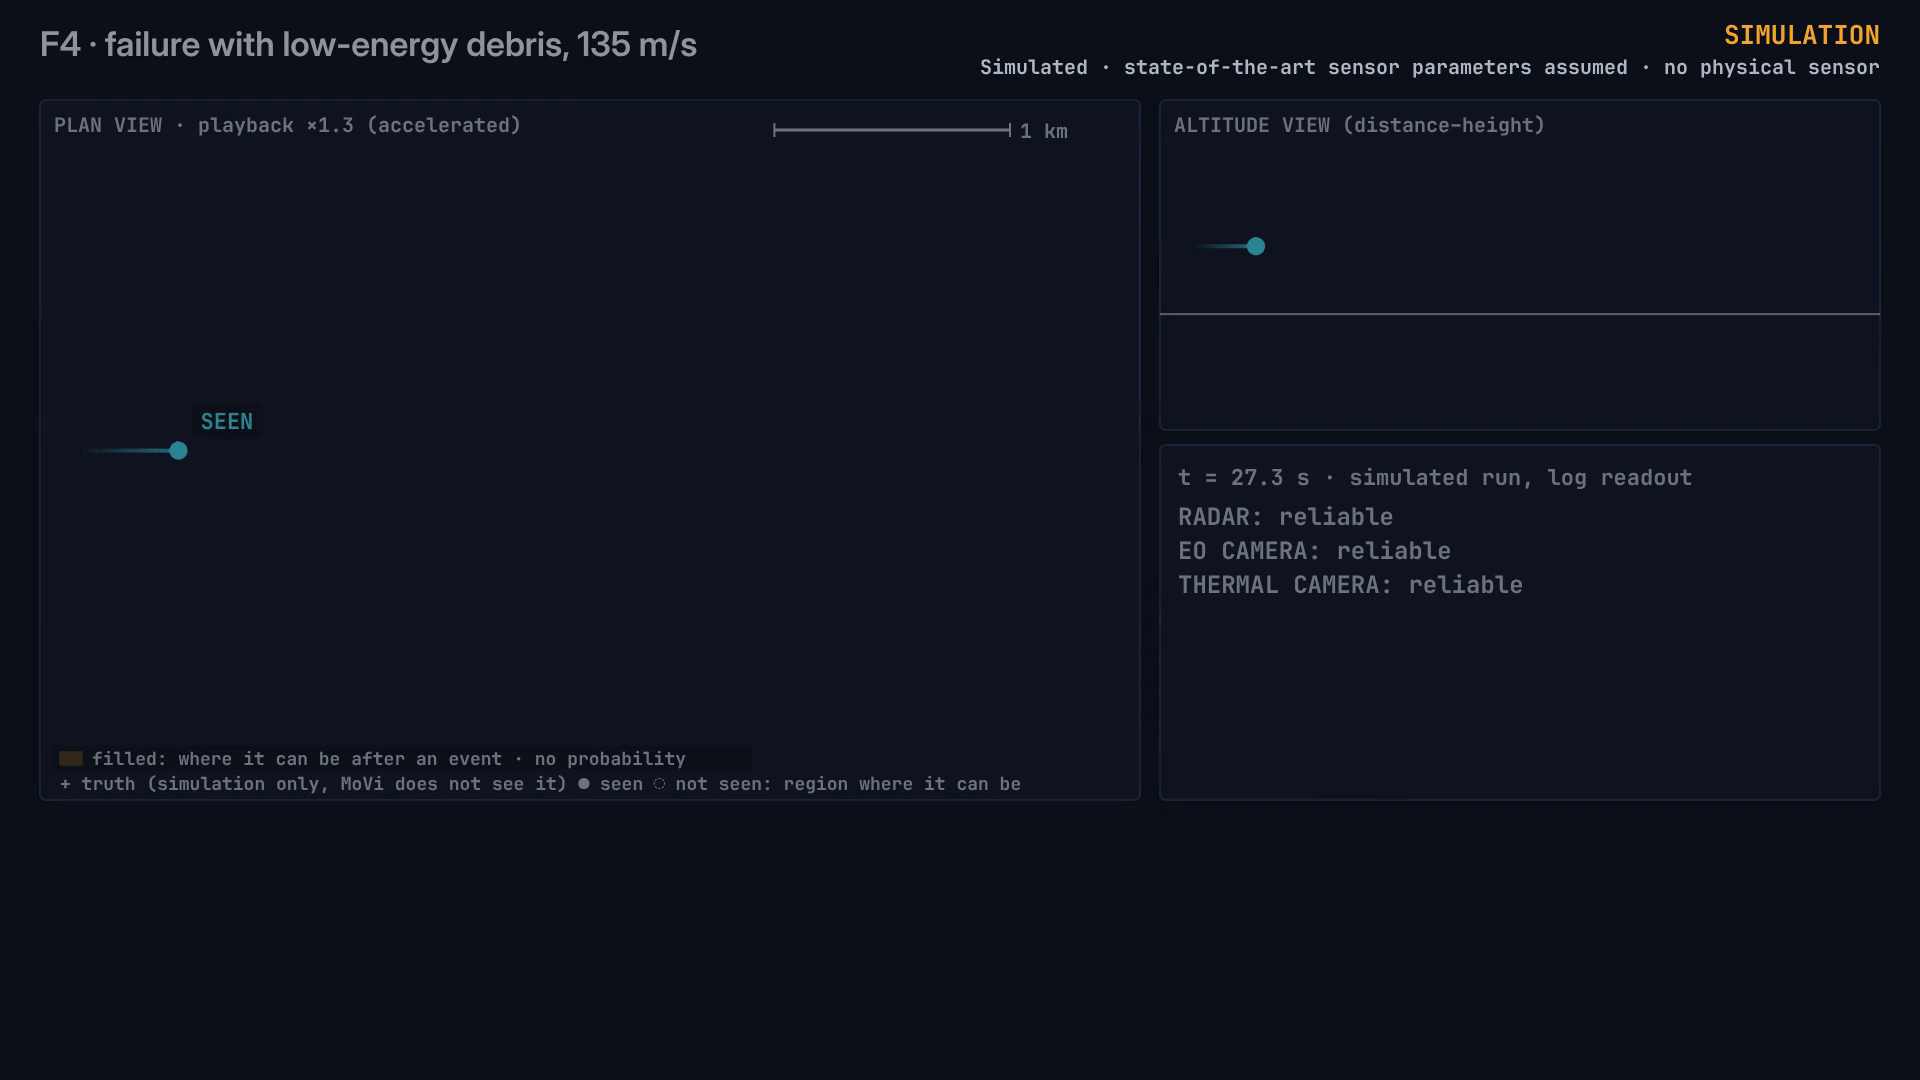 F4 · failure with low-energy debris, 135 m/s
SIMULATION
Simulated · state-of-the-art sensor parameters assumed · no physical sensor
PLAN VIEW · playback ×1.3 (accelerated)
1 km
SEEN
filled: where it can be after an event · no probability
+ truth (simulation only, MoVi does not see it) ● seen ◌ not seen: region where it can be
ALTITUDE VIEW (distance-height)
t = 27.3 s · simulated run, log readout
RADAR: reliable
EO CAMERA: reliable
THERMAL CAMERA: reliable